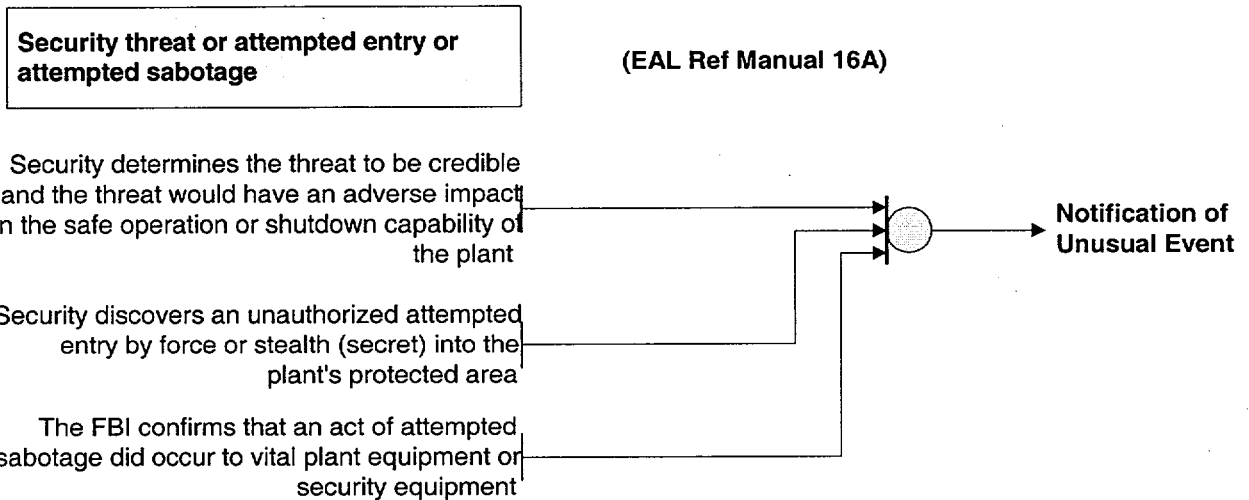 Security threat or attempted entry or
attempted sabotage
(EAL Ref Manual 16A)
Security determines the threat to be credible
and the threat would have an adverse impact
n the safe operation or shutdown capability of
the plant
Security discovers an unauthorized attempted
entry by force or stealth (secret) into the
plant's protected area
The FBI confirms that an act of attempted
sabotage did occur to vital plant equipment or
security equipment
Notification of
Unusual Event